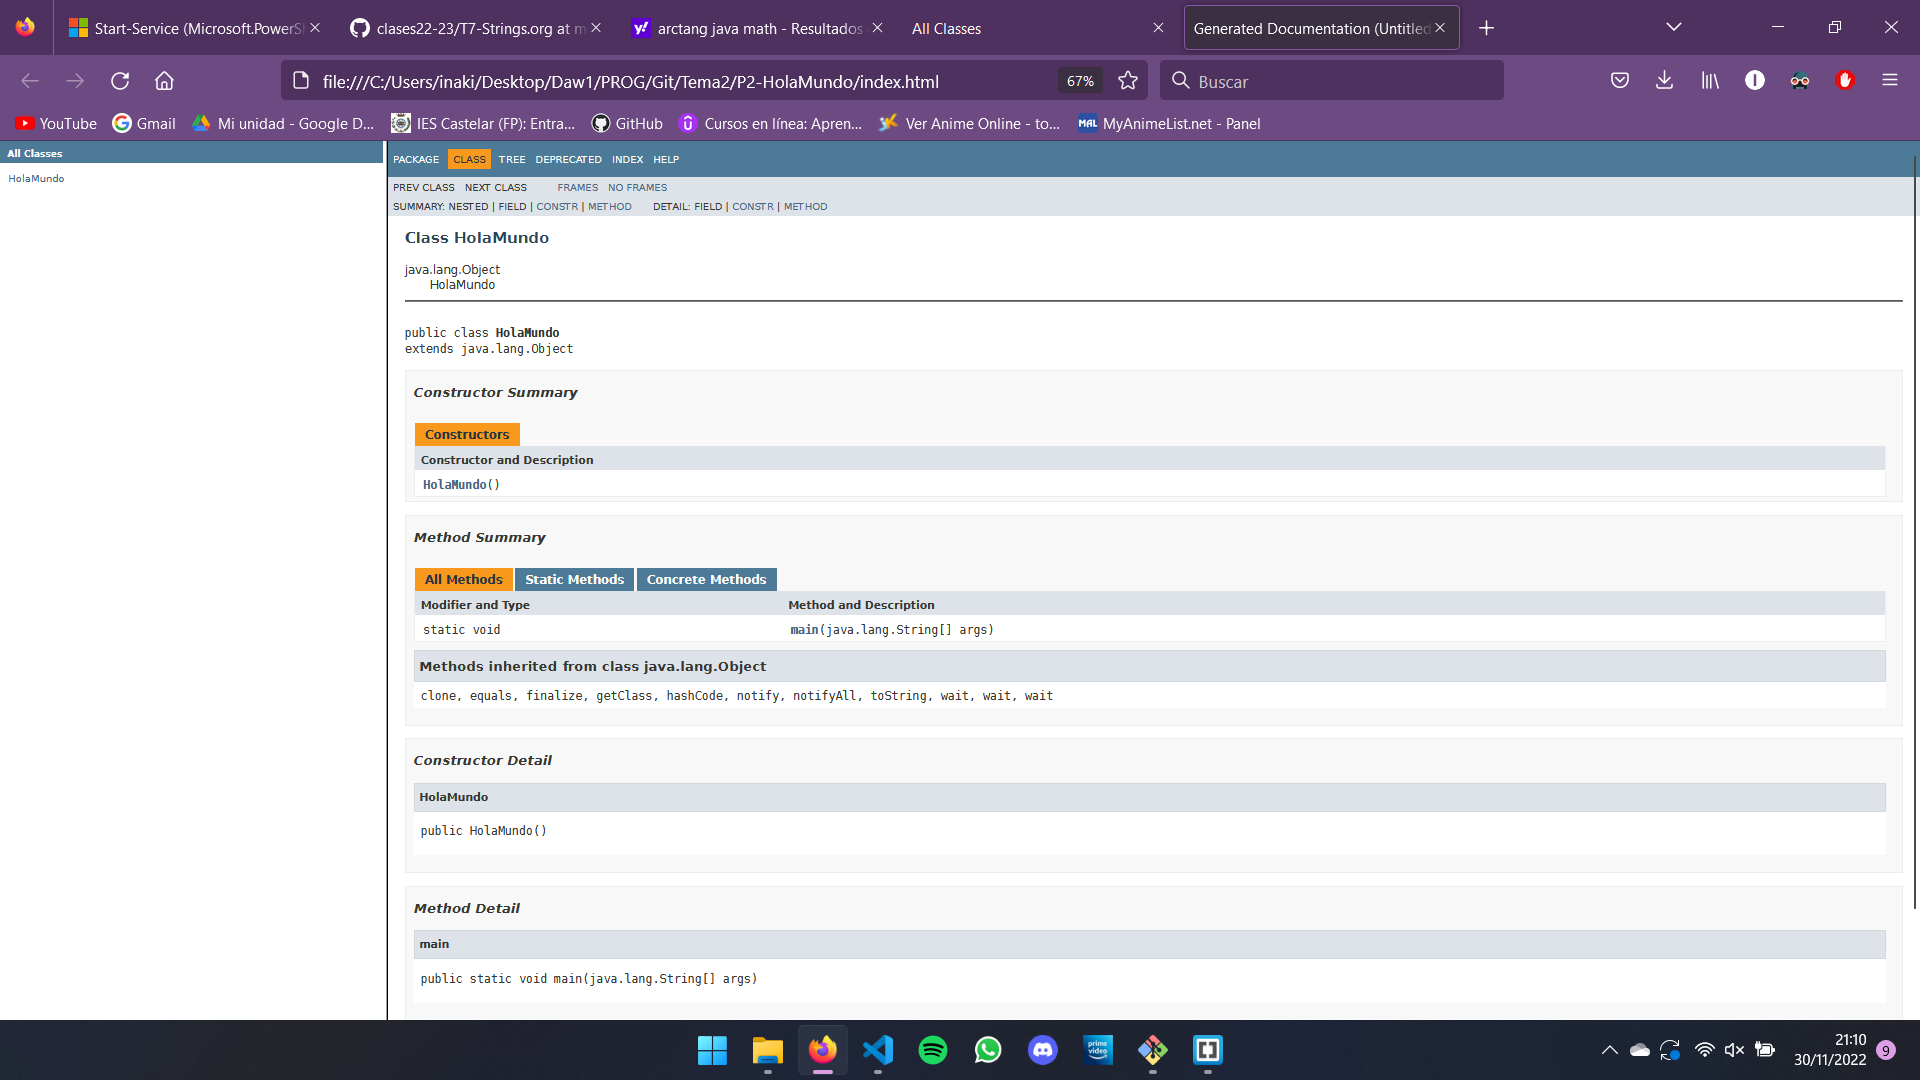 Start-Service (Microsoft.PowerS
clases22-23/T7-Strings.org at m
arctang java math - Resultados
All Classes
Generated Documentation (Untitled
file:///C:/Users/inaki/Desktop/Daw1/PROG/Git/Tema2/P2-HolaMundo/index.html
67%
Buscar
YouTube
Gmail
Mi unidad - Google D...
IES Castelar (FP): Entra...
GitHub
Cursos en línea: Apren...
Ver Anime Online - to...
MAL MyAnimeList.net - Panel
All Classes
HolaMundo
PACKAGE CLASS TREE DEPRECATED INDEX HELP
PREV CLASS NEXT CLASS FRAMES NO FRAMES
SUMMARY: NESTED | FIELD | CONSTR | METHOD DETAIL: FIELD | CONSTR | METHOD
Class HolaMundo
java.lang.Object
HolaMundo
public class HolaMundo
extends java.lang.Object
Constructor Summary
Constructors
Constructor and Description
HolaMundo()
Method Summary
All Methods Static Methods Concrete Methods
Modifier and Type Method and Description
static void main(java.lang.String[] args)
Methods inherited from class java.lang.Object
clone, equals, finalize, getClass, hashCode, notify, notifyAll, toString, wait, wait, wait
Constructor Detail
HolaMundo
public HolaMundo()
Method Detail
main
public static void main(java.lang.String[] args)
prime
video
21:10
30/11/2022
9